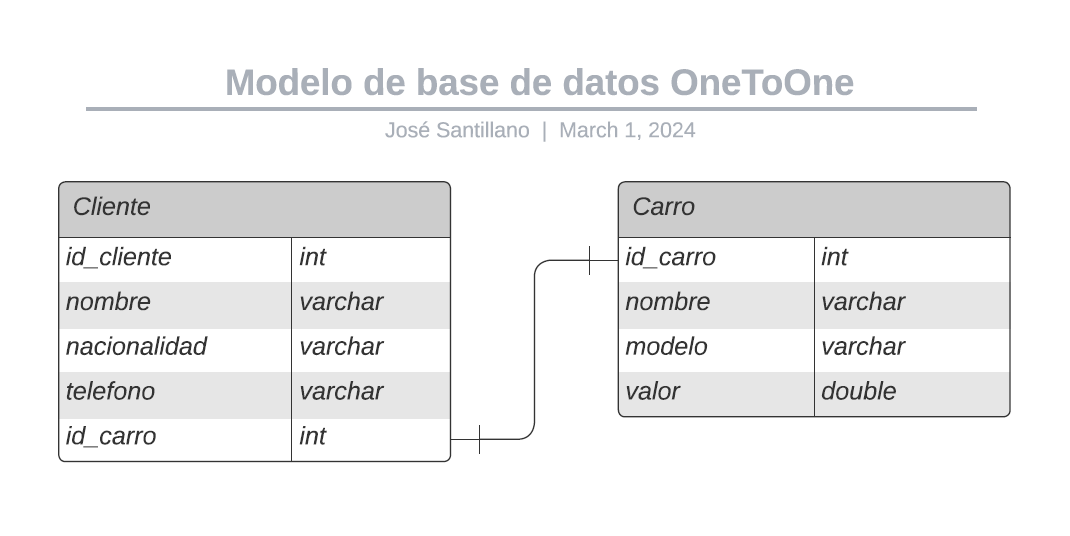 Modelo de base de datos OneToOne
José Santillano | March 1, 2024
Cliente
id_cliente int
nombre varchar
nacionalidad varchar
telefono varchar
id_carro int
Carro
id_carro int
nombre varchar
modelo varchar
valor double